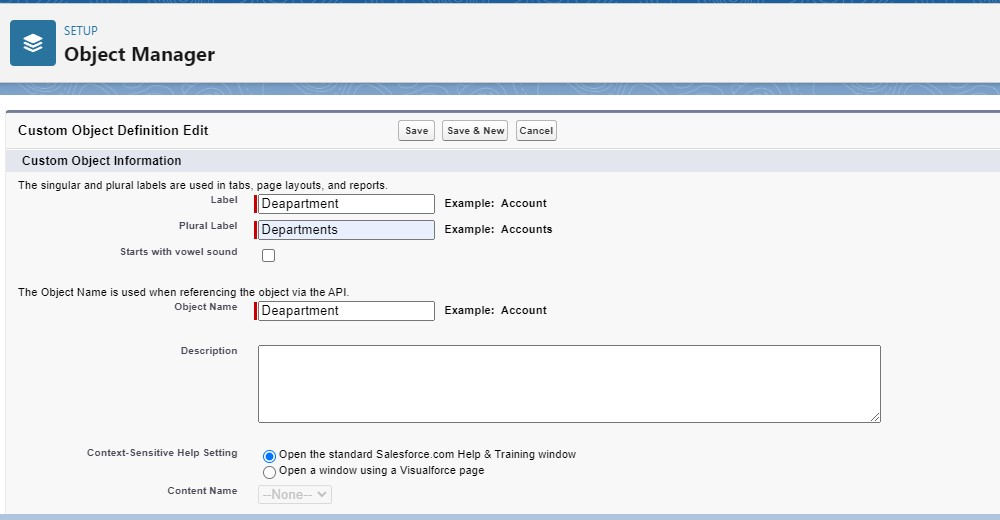 SETUP
Object Manager
Custom Object Definition Edit Save Save & New Cancel
Custom Object Information
The singular and plural labels are used in tabs, page layouts, and reports.
Label Deapartment Example: Account
Plural Label Departments Example: Accounts
Starts with vowel sound
The Object Name is used when referencing the object via the API.
Object Name Deapartment Example: Account
Description
Context-Sensitive Help Setting Open the standard Salesforce.com Help & Training window
Open a window using a Visualforce page
Content Name --None--